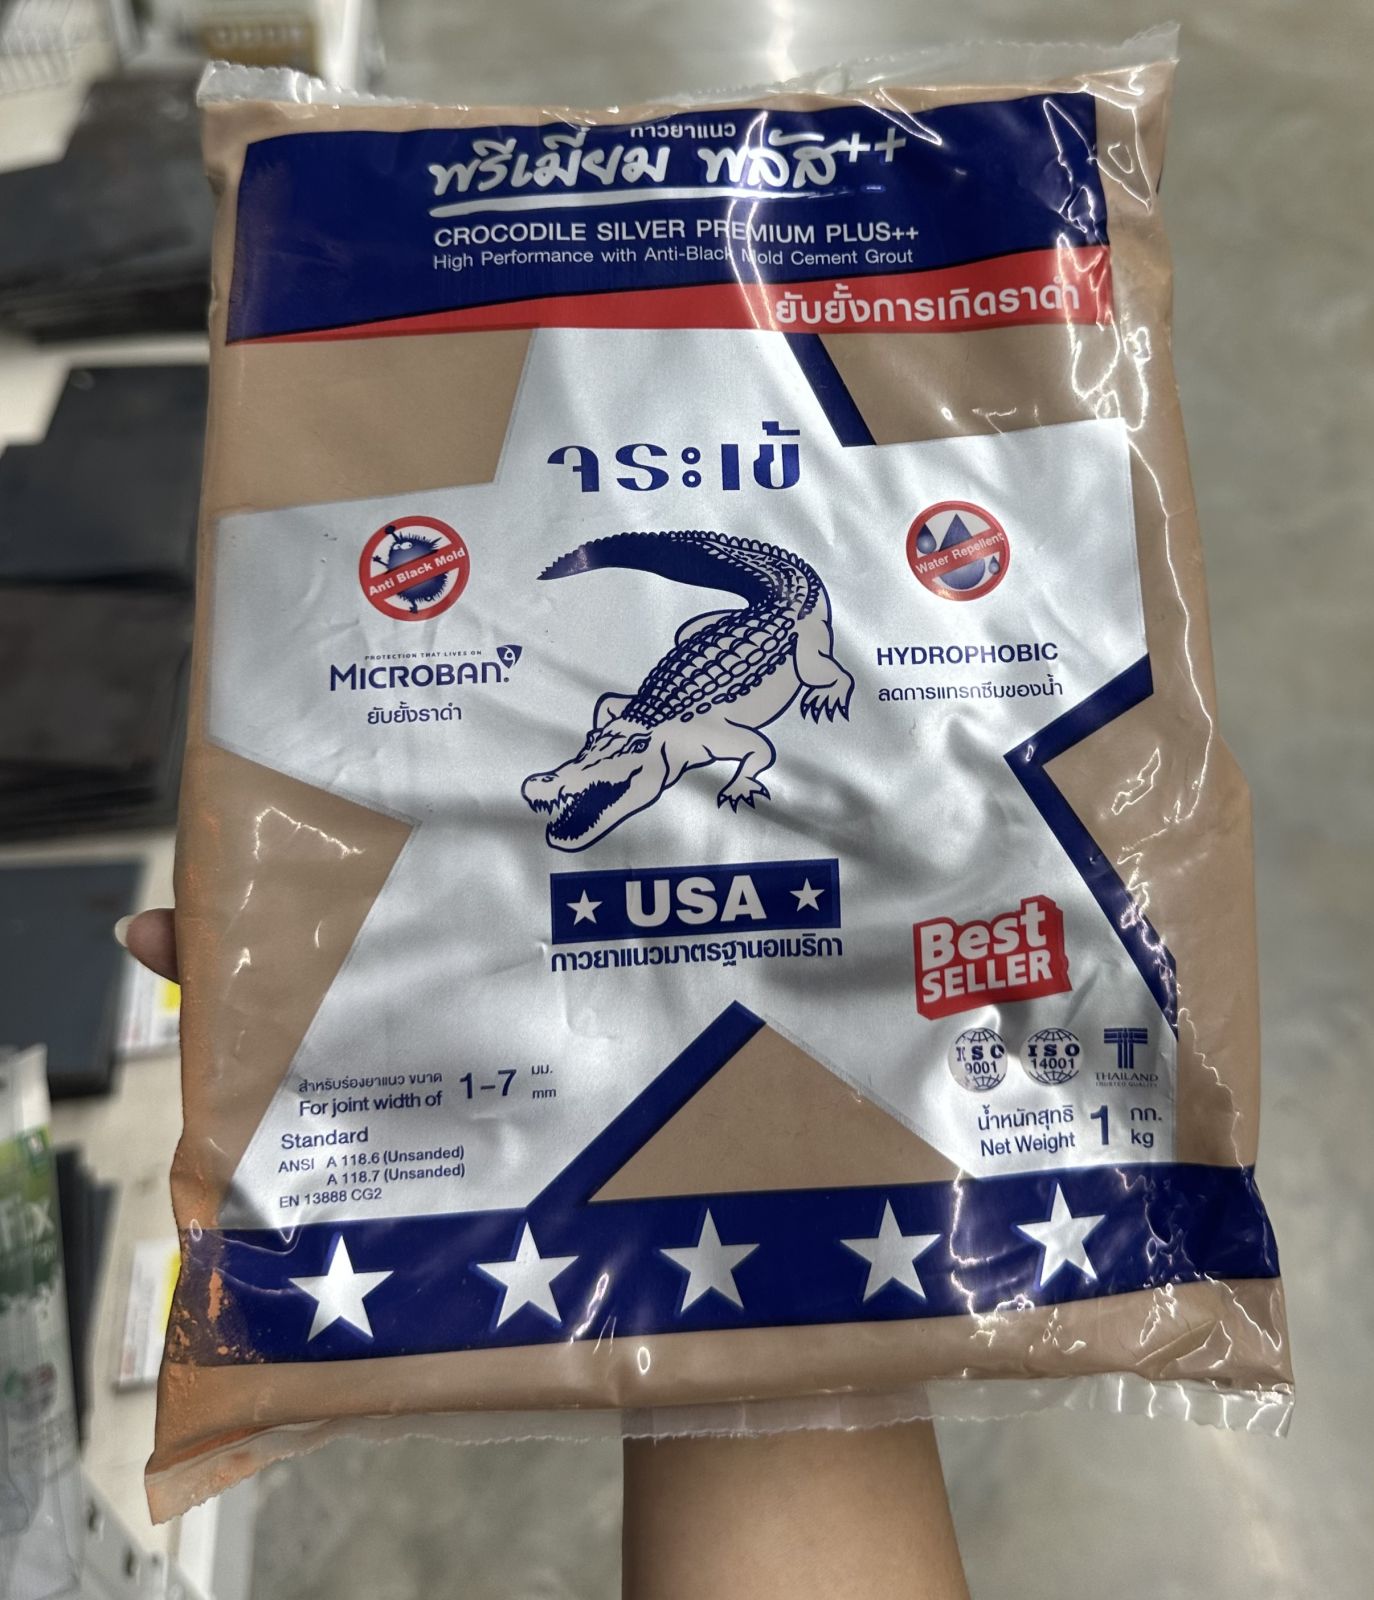 กาวยาแนว
พรีเมี่ยม พลัส++
CROCODILE SILVER PREMIUM PLUS++
High Performance with Anti-Black Mold Cement Grout
ยับยั้งการเกิดราดำ
จระเข้
Anti Black Mold
Water Repellent
PROTECTION THAT LIVES ON
MICROBAN.
ยับยั้งราดำ
HYDROPHOBIC
ลดการแทรกซึมของน้ำ
USA
กาวยาแนวมาตรฐานอเมริกา
Best
SELLER
ISO
9001
ISO
14001
THAILAND
TRUSTED QUALITY
สำหรับร่องยาแนว ขนาด 1-7 มม.
For joint width of mm
Standard
ANSI A 118.6 (Unsanded)
A 118.7 (Unsanded)
EN 13888 CG2
น้ำหนักสุทธิ 1 กก.
Net Weight kg